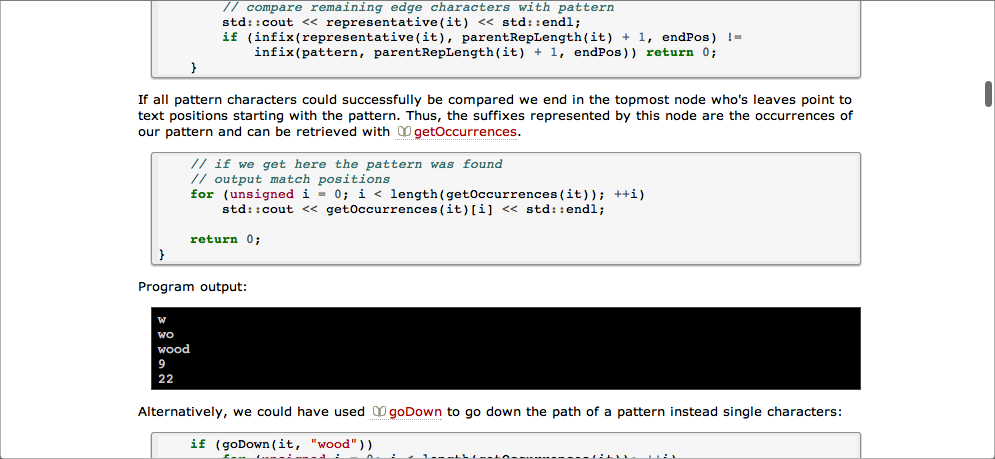 // compare remaining edge characters with pattern
std::cout << representative(it) << std::endl;
if (infix(representative(it), parentRepLength(it) + 1, endPos) !=
infix(pattern, parentRepLength(it) + 1, endPos)) return 0;
}
If all pattern characters could successfully be compared we end in the topmost node who's leaves point to
text positions starting with the pattern. Thus, the suffixes represented by this node are the occurrences of
our pattern and can be retrieved with getOccurrences.
// if we get here the pattern was found
// output match positions
for (unsigned i = 0; i < length(getOccurrences(it)); ++i)
std::cout << getOccurrences(it)[i] << std::endl;
return 0;
}
Program output:
w
wo
wood
9
22
Alternatively, we could have used goDown to go down the path of a pattern instead single characters:
if (goDown(it, "wood"))
for (unsigned i = 0; i < length(getOccurrences(it)); ++i)